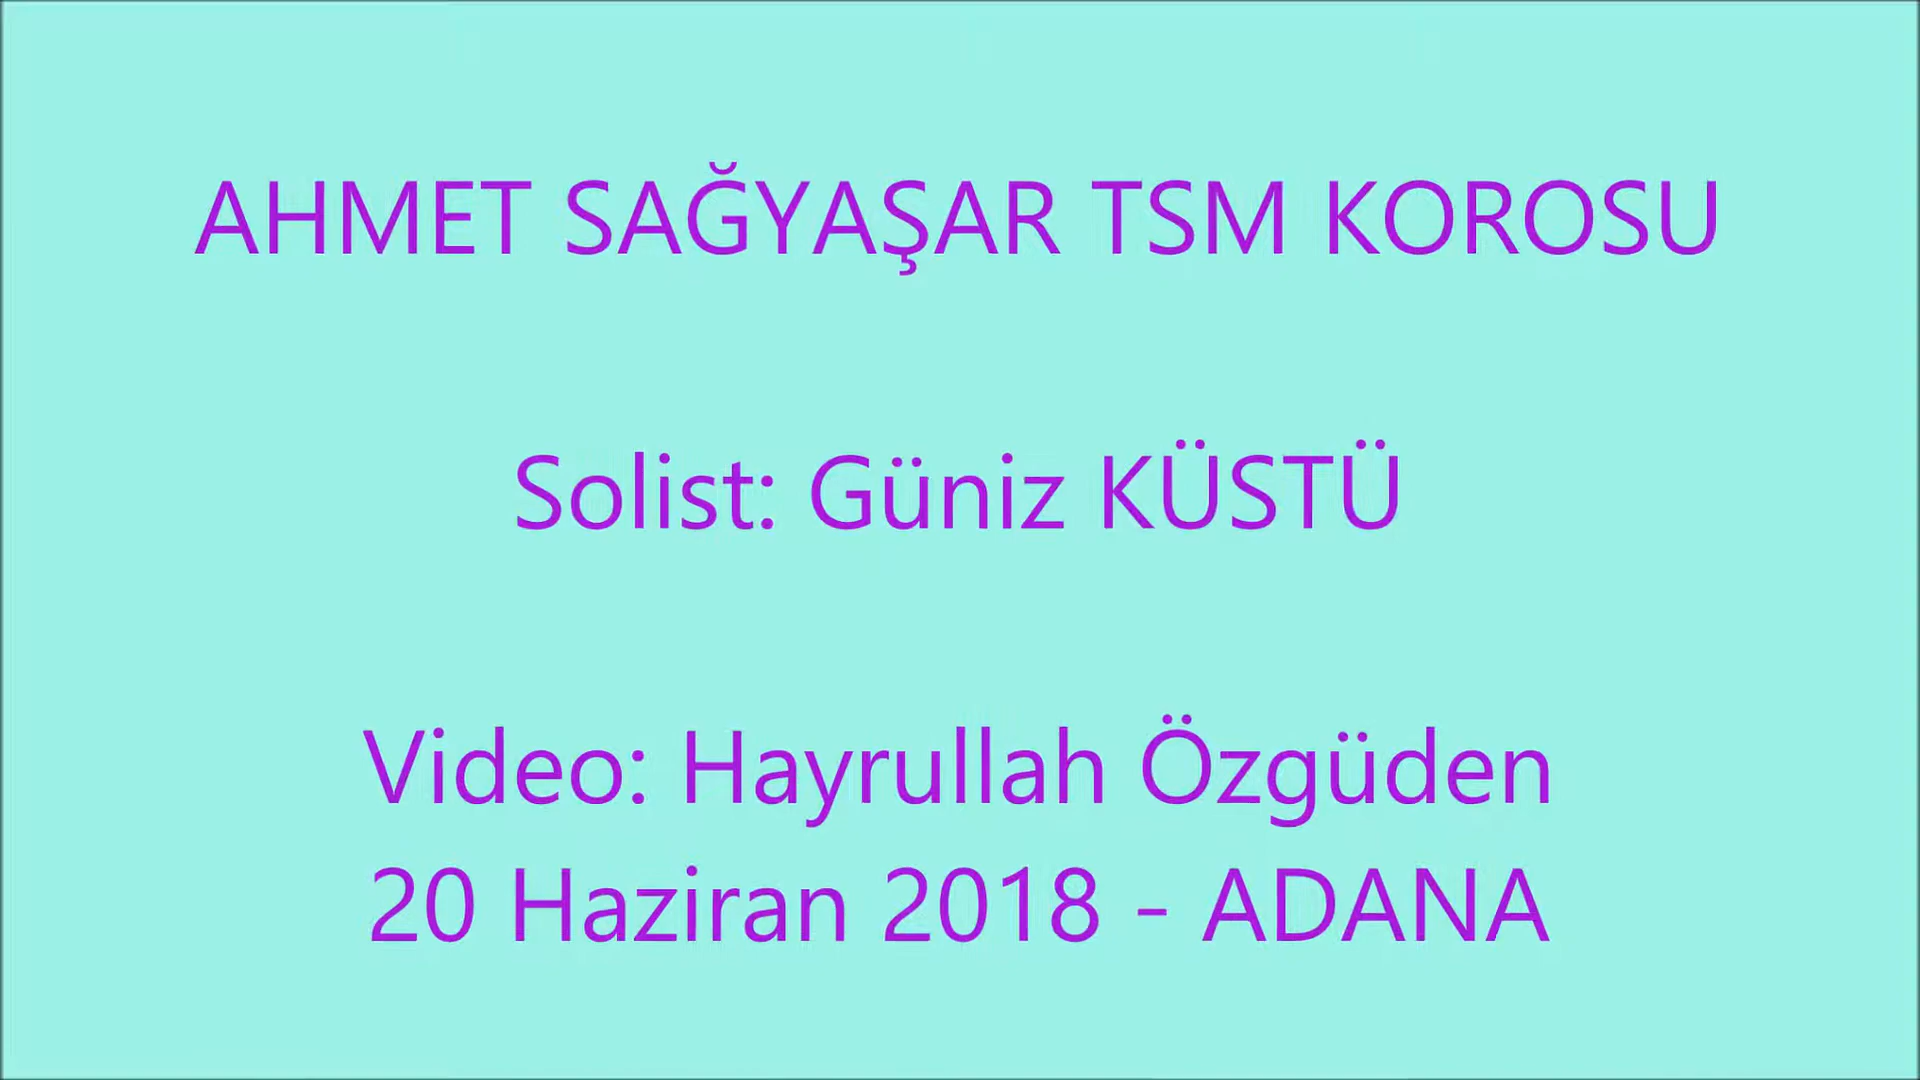 AHMET SAĞYAŞAR TSM KOROSU
Solist: Güniz KÜSTÜ
Video: Hayrullah Özgüden
20 Haziran 2018 - ADANA